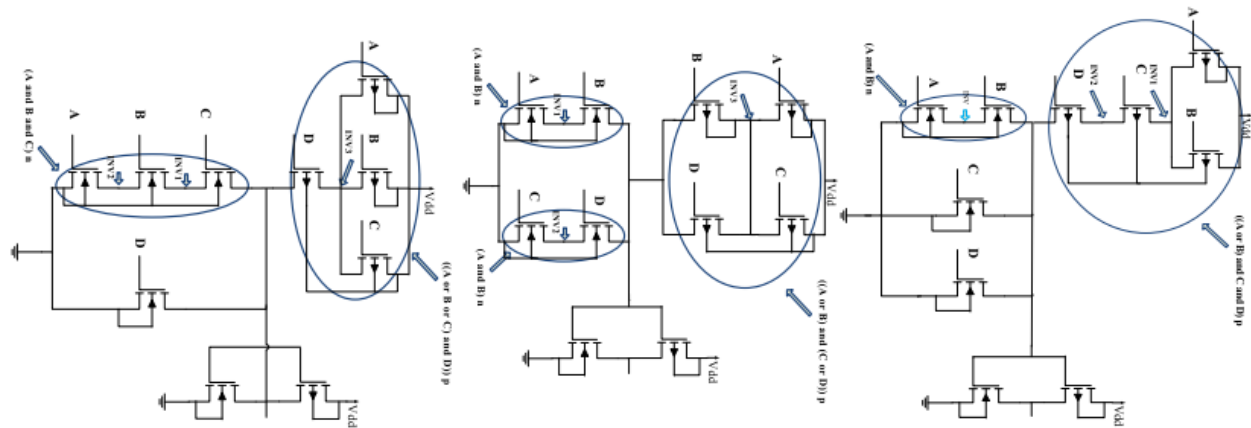 (A and B and C) n
A
B
C
INV2
INV1
D
A
B
C
D
INV3
Vdd
((A or B or C) and D)) p
Vdd
(A and B) n
A
B
INV1
C
D
INV2
(A and B) n
B
A
INV3
D
C
Vdd
((A or B) and (C or D)) p
Vdd
(A and B) n
A
B
INV
C
D
D
C
INV2
INV1
A
B
Vdd
((A or B) and C and D) p
Vdd